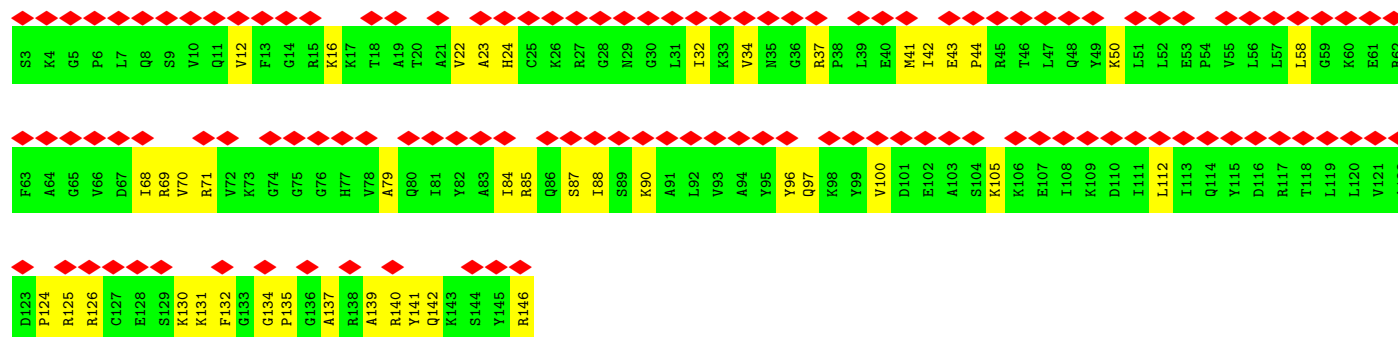 S3 K4 G5 P6 L7 Q8 S9 V10 Q11 V12 F13 G14 R15 K16 K17 T18 A19 T20 A21 V22 A23 H24 C25 K26 R27 G28 N29 G30 L31 I32 K33 V34 N35 G36 R37 P38 L39 E40 M41 I42 E43 P44 R45 T46 L47 Q48 Y49 K50 L51 L52 E53 P54 V55 L56 L57 L58 G59 K60 E61 R62
F63 A64 G65 V66 D67 I68 R69 V70 R71 V72 K73 G74 G75 G76 H77 V78 A79 Q80 I81 Y82 A83 I84 R85 Q86 S87 I88 S89 K90 A91 L92 V93 A94 Y95 Y96 Q97 K98 Y99 V100 D101 E102 A103 S104 K105 K106 E107 I108 K109 D110 I111 L112 I113 Q114 Y115 D116 R117 T118 L119 L120 V121
D123 P124 R125 R126 C127 E128 S129 K130 K131 F132 G133 G134 P135 G136 A137 R138 A139 R140 Y141 Q142 K143 S144 Y145 R146